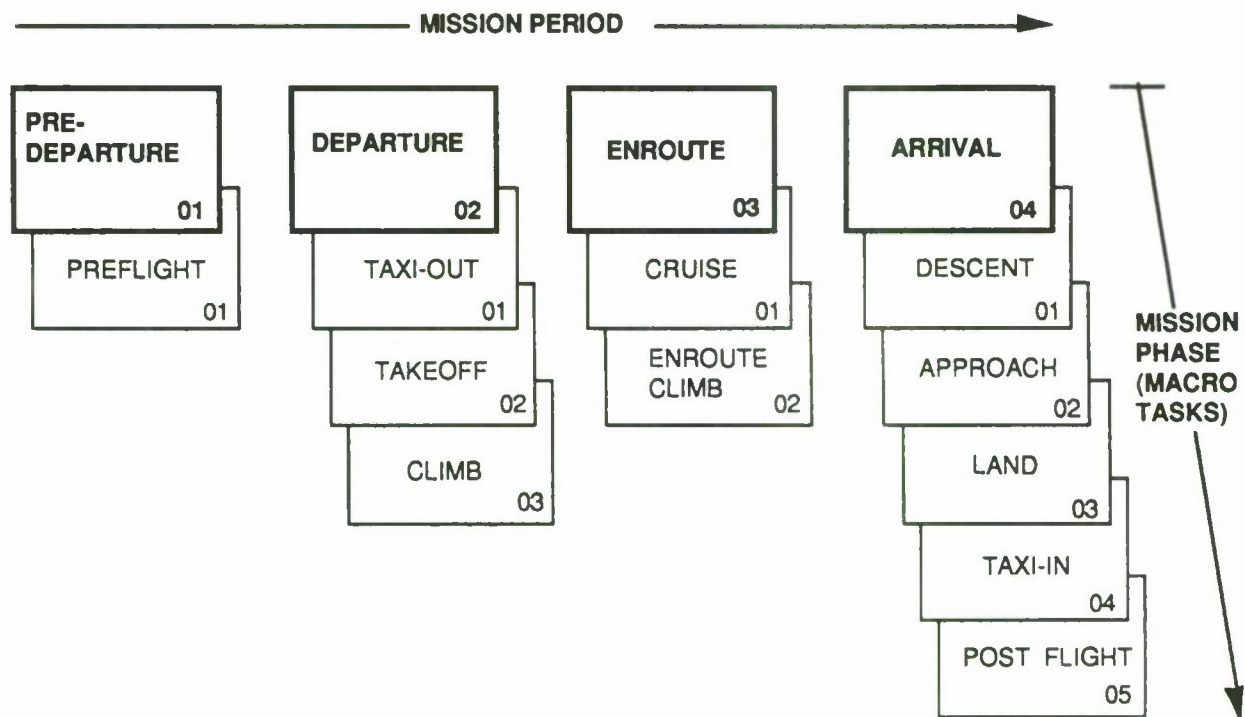 MISSION PERIOD
PRE-
DEPARTURE
01
PREFLIGHT
01
DEPARTURE
02
TAXI-OUT
01
TAKEOFF
02
CLIMB
03
ENROUTE
03
CRUISE
01
ENROUTE
CLIMB
02
ARRIVAL
04
DESCENT
01
APPROACH
02
LAND
03
TAXI-IN
04
POST FLIGHT
05
MISSION
PHASE
(MACRO
TASKS)